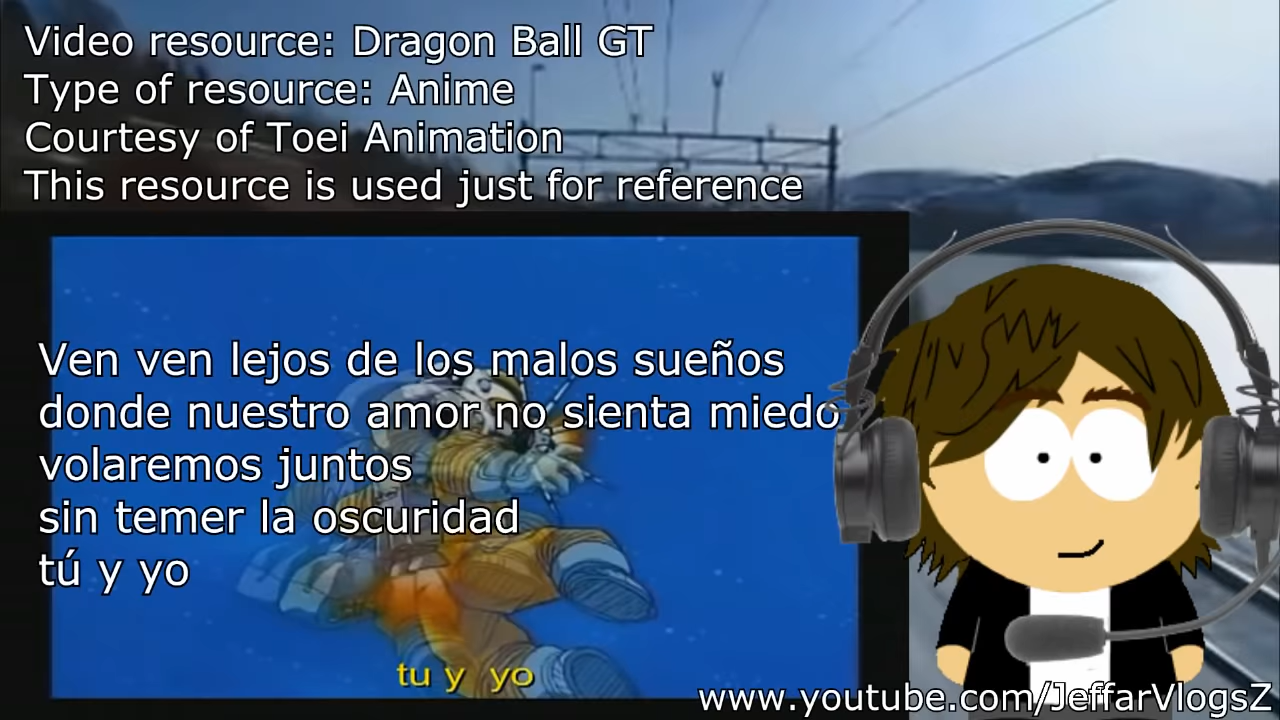 Video resource: Dragon Ball GT
Type of resource: Anime
Courtesy of Toei Animation
This resource is used just for reference
Ven ven lejos de los malos sueños
donde nuestro amor no sienta miedo
volaremos juntos
sin temer la oscuridad
tú y yo
tu y yo
www.youtube.com/JeffarVlogsZ